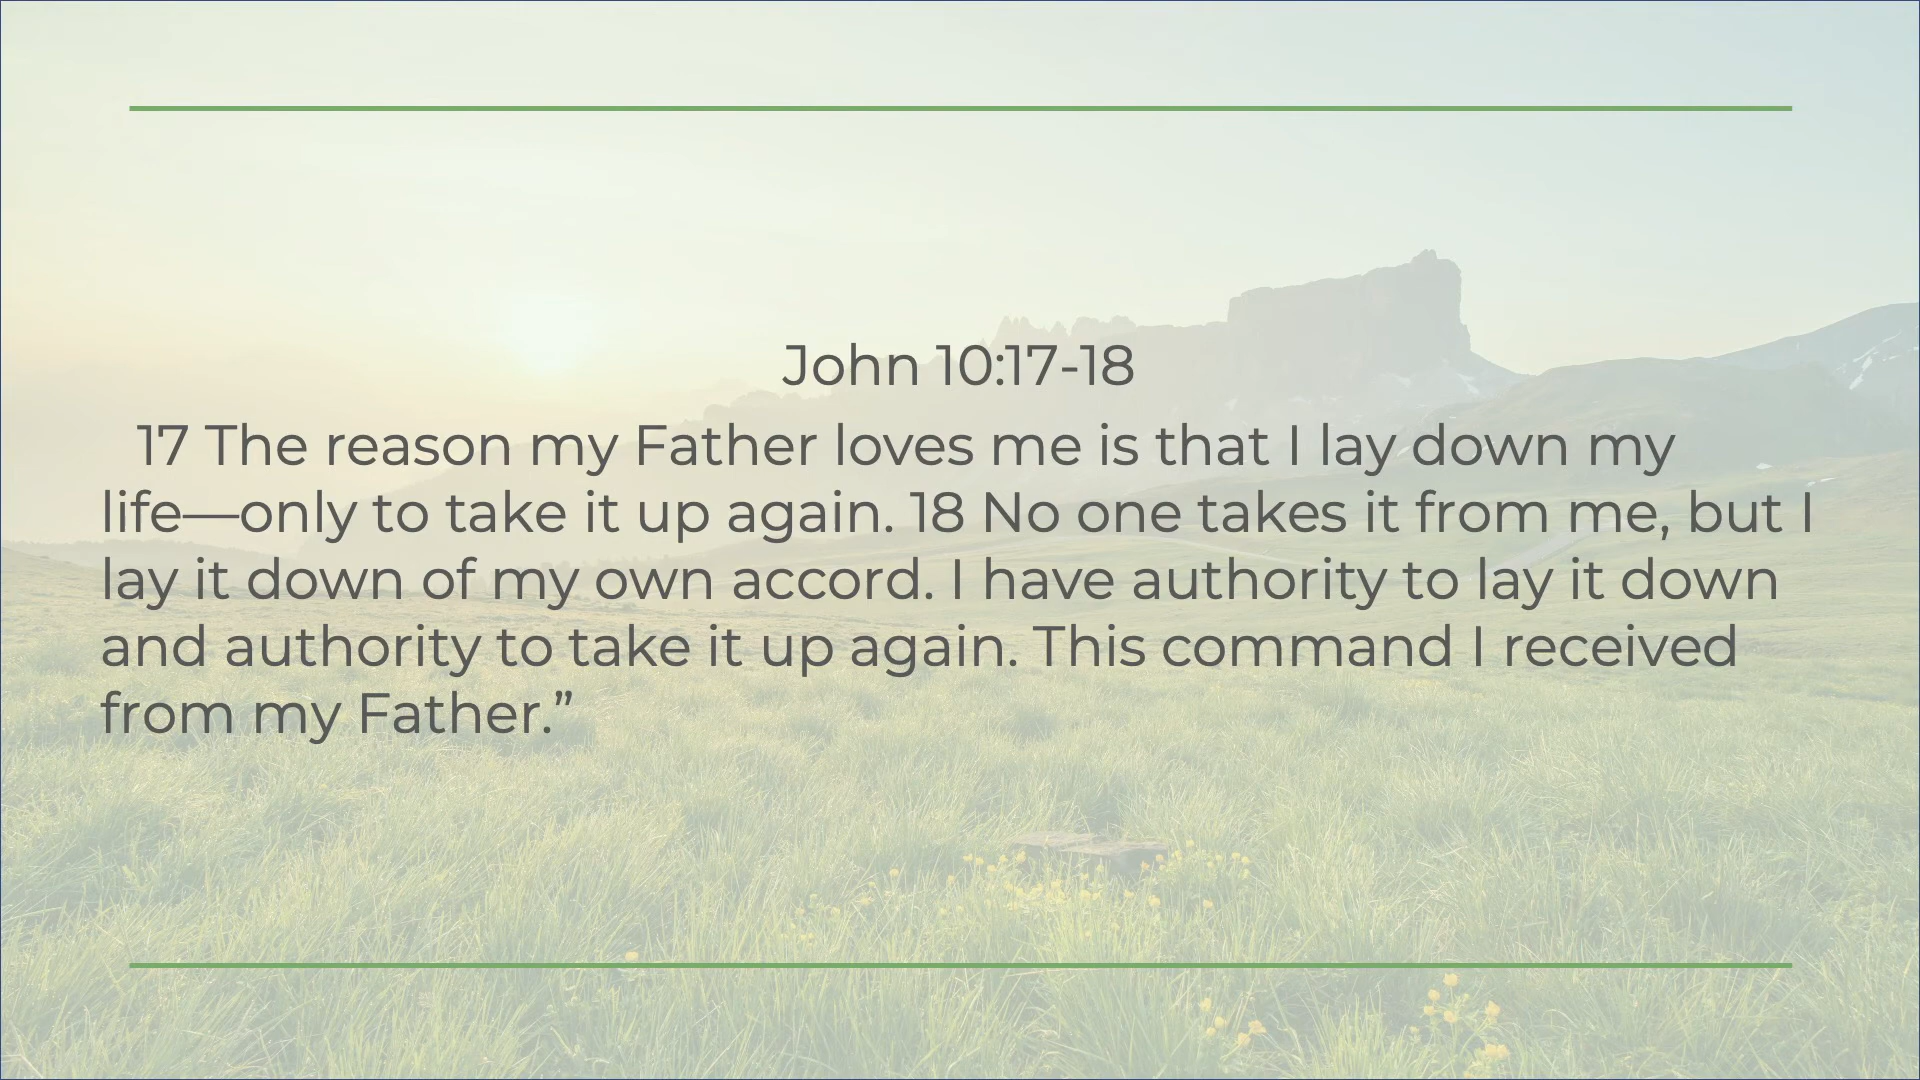 John 10:17-18
17 The reason my Father loves me is that I lay down my
life—only to take it up again. 18 No one takes it from me, but I
lay it down of my own accord. I have authority to lay it down
and authority to take it up again. This command I received
from my Father.”